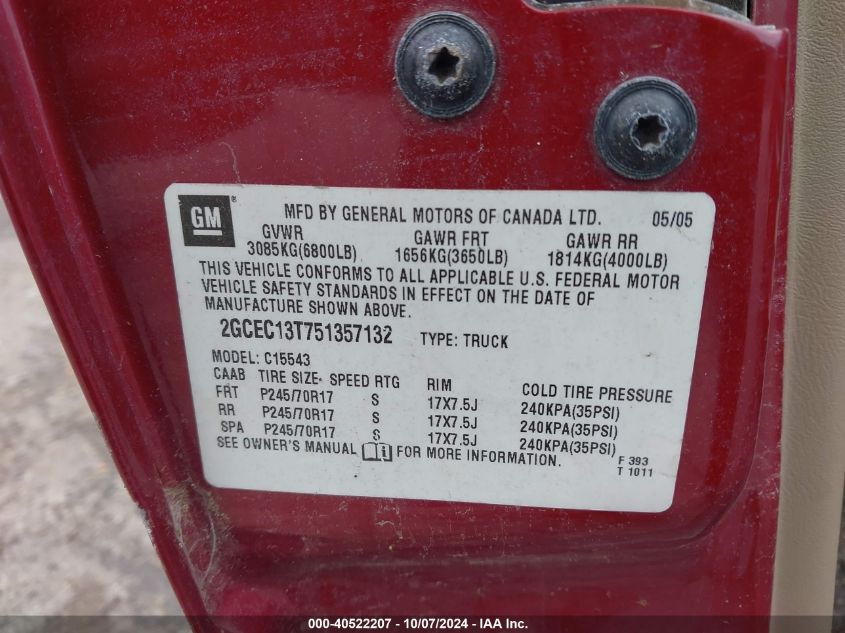 GM ®
MFD BY GENERAL MOTORS OF CANADA LTD. 05/05
GVWR GAWR FRT GAWR RR
3085KG(6800LB) 1656KG(3650LB) 1814KG(4000LB)
THIS VEHICLE CONFORMS TO ALL APPLICABLE U.S. FEDERAL MOTOR
VEHICLE SAFETY STANDARDS IN EFFECT ON THE DATE OF
MANUFACTURE SHOWN ABOVE.
2GCEC13T751357132 TYPE: TRUCK
MODEL: C15543
CAAB TIRE SIZE- SPEED RTG RIM COLD TIRE PRESSURE
FRT P245/70R17 S 17X7.5J 240KPA(35PSI)
RR P245/70R17 S 17X7.5J 240KPA(35PSI)
SPA P245/70R17 S 17X7.5J 240KPA(35PSI)
SEE OWNER'S MANUAL FOR MORE INFORMATION.
F 393
T 1011
000-40522207 - 10/07/2024 - IAA Inc.